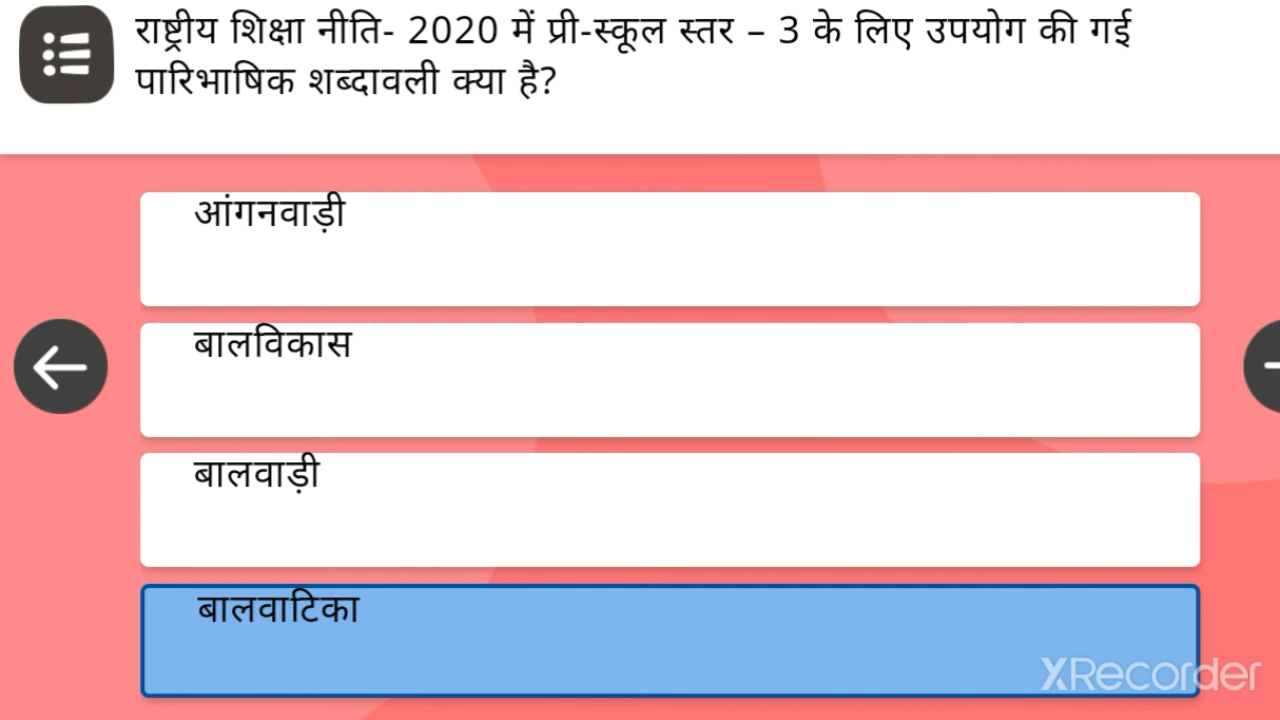 राष्ट्रीय शिक्षा नीति- 2020 में प्री-स्कूल स्तर – 3 के लिए उपयोग की गई
पारिभाषिक शब्दावली क्या है?
आंगनवाड़ी
बालविकास
बालवाड़ी
बालवाटिका
XRecorder